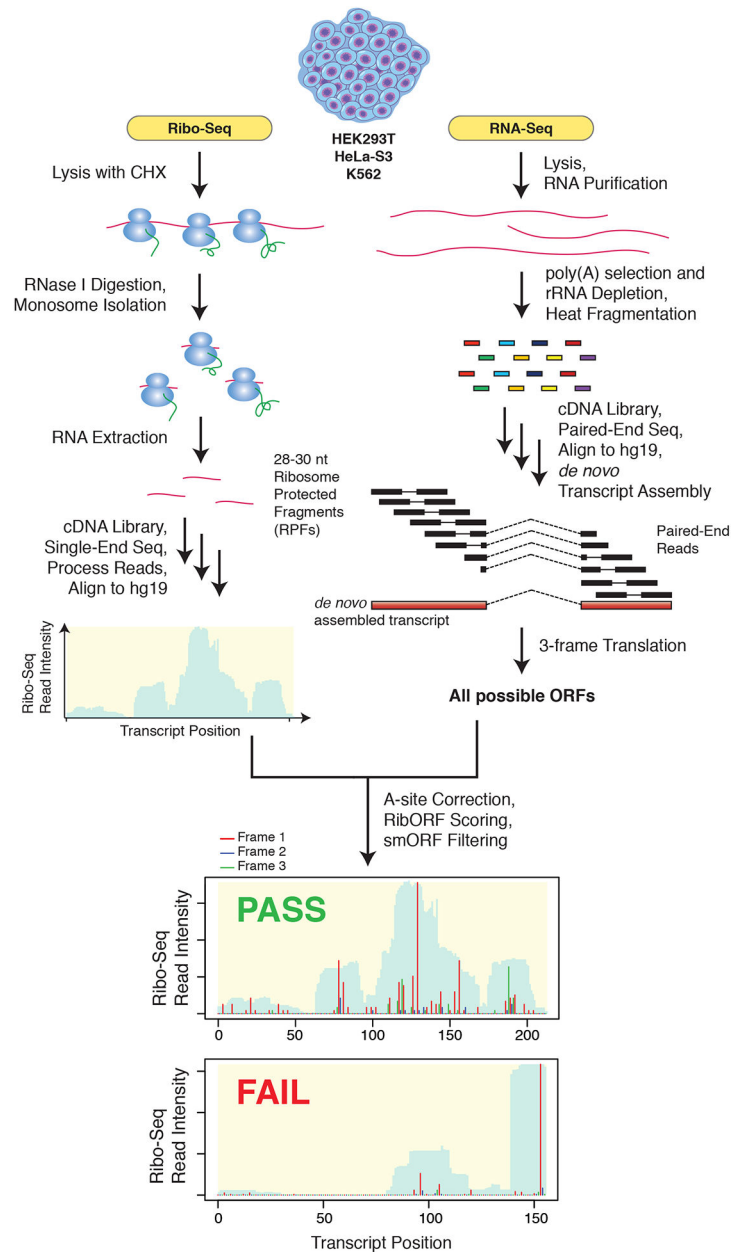 HEK293T
HeLa-S3
K562
Ribo-Seq
Lysis with CHX
RNase I Digestion,
Monosome Isolation
RNA Extraction
28-30 nt
Ribosome
Protected
Fragments
(RPFs)
cDNA Library,
Single-End Seq,
Process Reads,
Align to hg19
Ribo-Seq
Read Intensity
Transcript Position
RNA-Seq
Lysis,
RNA Purification
poly(A) selection and
rRNA Depletion,
Heat Fragmentation
cDNA Library,
Paired-End Seq,
Align to hg19,
de novo
Transcript Assembly
Paired-End
Reads
de novo
assembled transcript
3-frame Translation
All possible ORFs
A-site Correction,
RibORF Scoring,
smORF Filtering
Frame 1
Frame 2
Frame 3
PASS
Ribo-Seq
Read Intensity
0 50 100 150 200
FAIL
Ribo-Seq
Read Intensity
0 50 100 150
Transcript Position